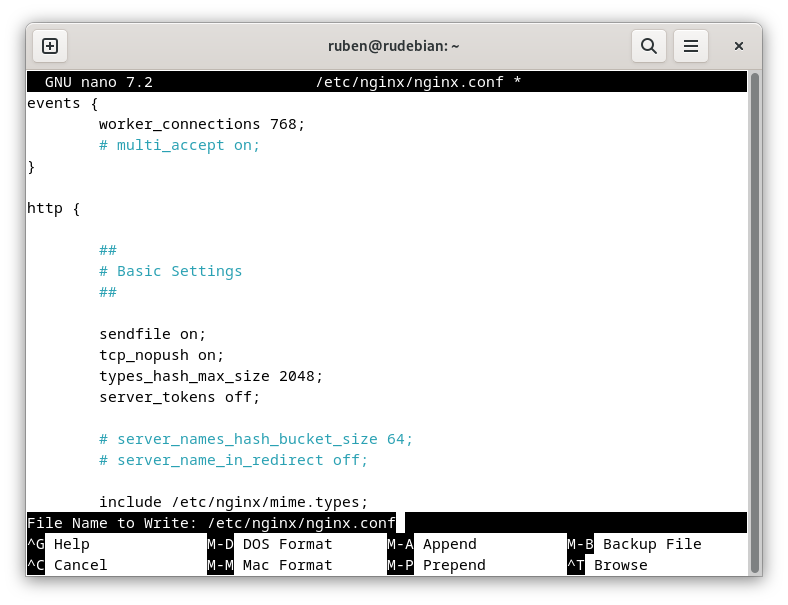 ruben@rudebian: ~
GNU nano 7.2 /etc/nginx/nginx.conf *
events {
        worker_connections 768;
        # multi_accept on;
}

http {

        ##
        # Basic Settings
        ##

        sendfile on;
        tcp_nopush on;
        types_hash_max_size 2048;
        server_tokens off;

        # server_names_hash_bucket_size 64;
        # server_name_in_redirect off;

        include /etc/nginx/mime.types;
File Name to Write: /etc/nginx/nginx.conf
^G Help M-D DOS Format M-A Append M-B Backup File
^C Cancel M-M Mac Format M-P Prepend ^T Browse